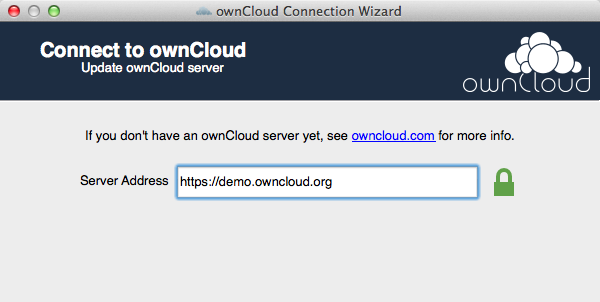 ownCloud Connection Wizard
Connect to ownCloud
Update ownCloud server
ownCloud
If you don't have an ownCloud server yet, see owncloud.com for more info.
Server Address https://demo.owncloud.org